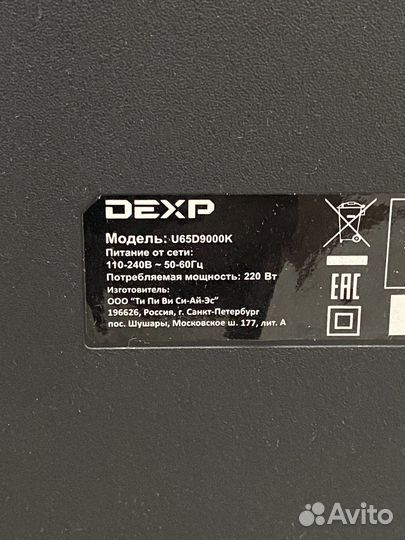 DEXP
Модель: U65D9000K
Питание от сети:
110-240В ~ 50-60Гц
Потребляемая мощность: 220 Вт
Изготовитель:
ООО "Ти Пи Ви Си-Ай-Эс"
196626, Россия, г. Санкт-Петербург
пос. Шушары, Московское ш. 177, лит. А
EAC
Avito